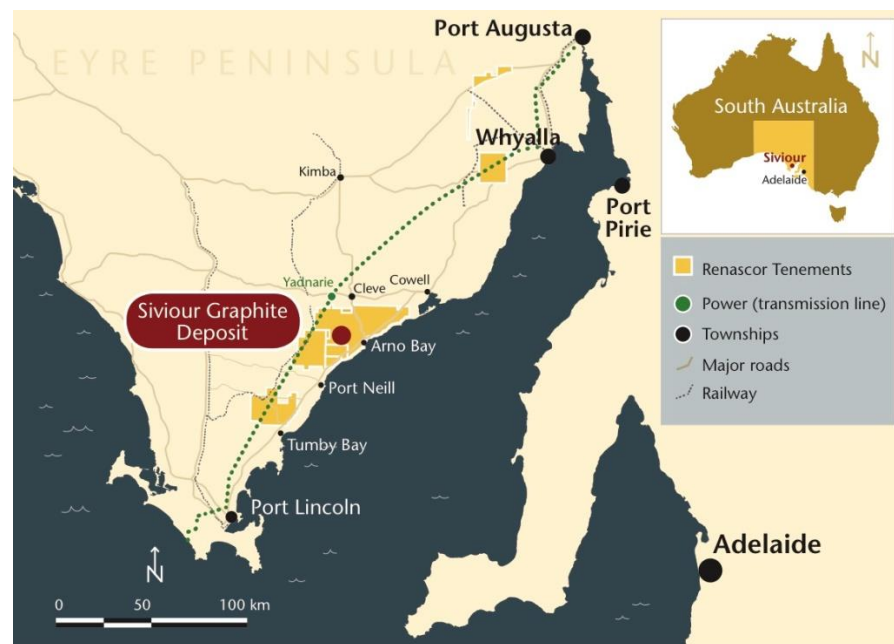 EYRE PENINSULA
Port Augusta
Whyalla
Kimba
Port
Pirie
Yadnarie
Cleve
Cowell
Siviour Graphite
Deposit
Arno Bay
Port Neill
Tumby Bay
Port Lincoln
Adelaide
N
0 50 100 km
N
South Australia
Siviour
Adelaide
Renascor Tenements
Power (transmission line)
Townships
Major roads
Railway